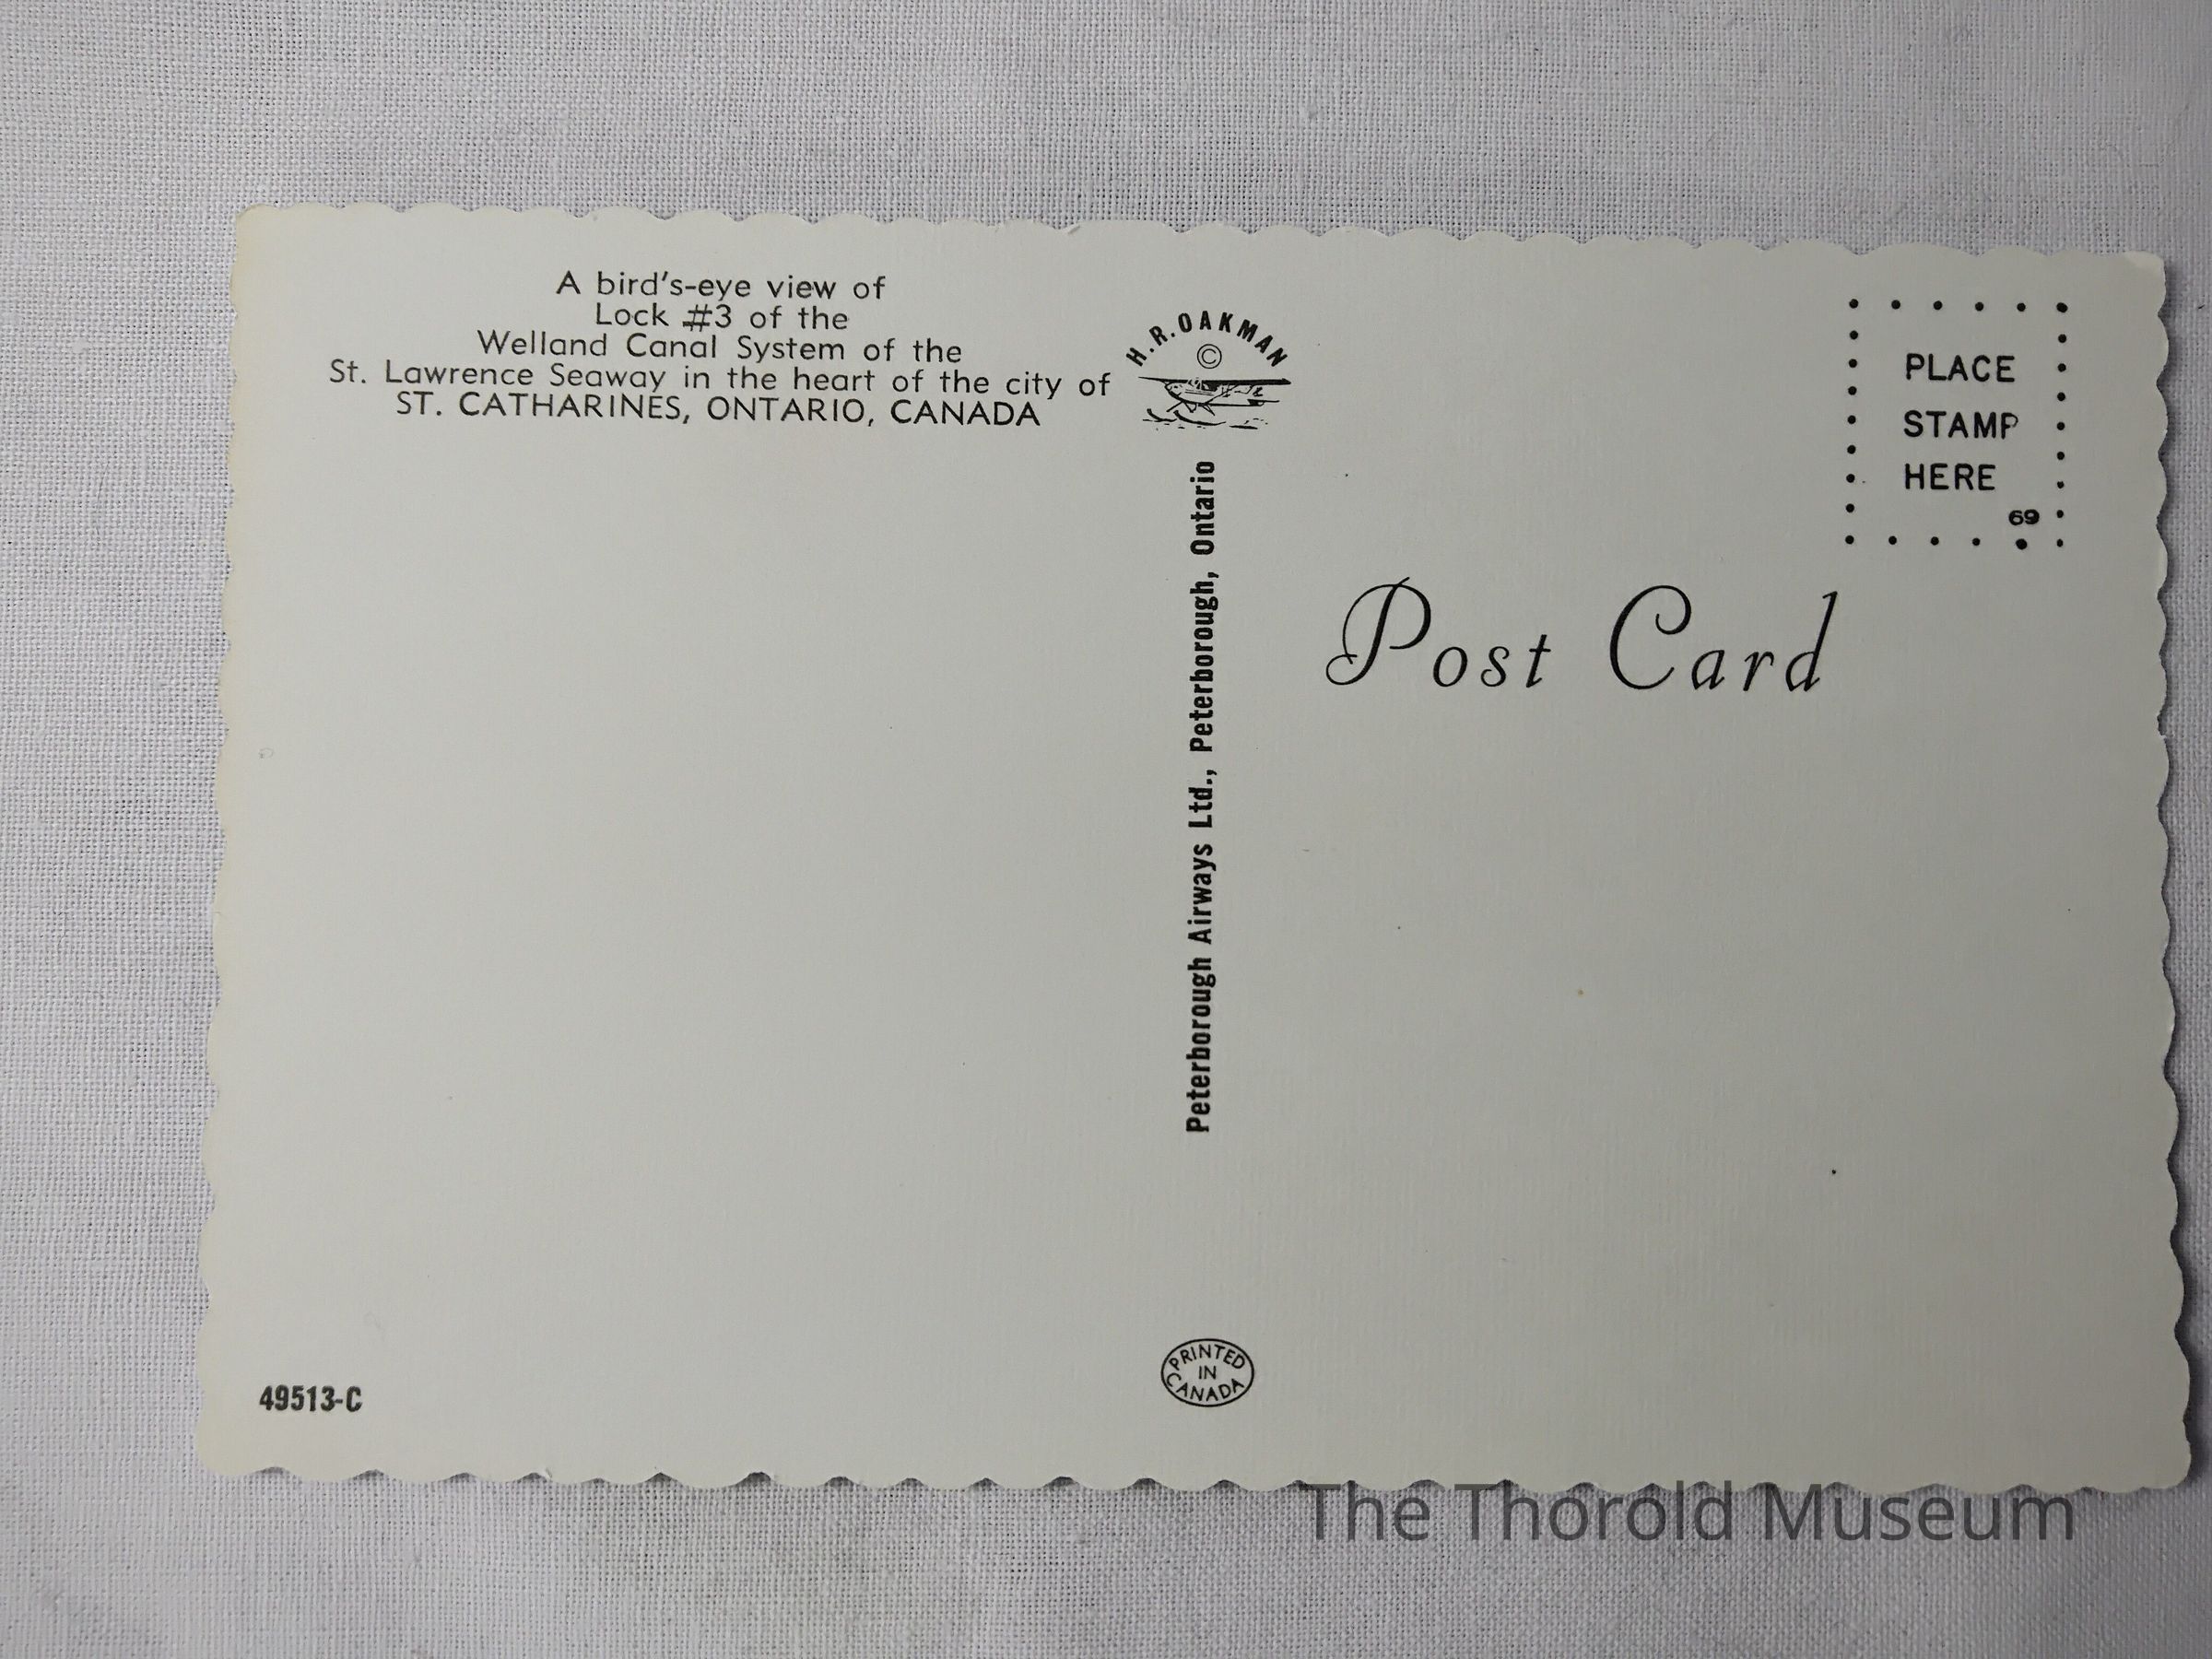 A bird's-eye view of
Lock #3 of the
Welland Canal System of the
St. Lawrence Seaway in the heart of the city of
ST. CATHARINES, ONTARIO, CANADA
H.R.OAKMAN
©
Peterborough Airways Ltd., Peterborough, Ontario
PLACE
STAMP
HERE
69
Post Card
49513-C
PRINTED
IN
CANADA
The Thorold Museum